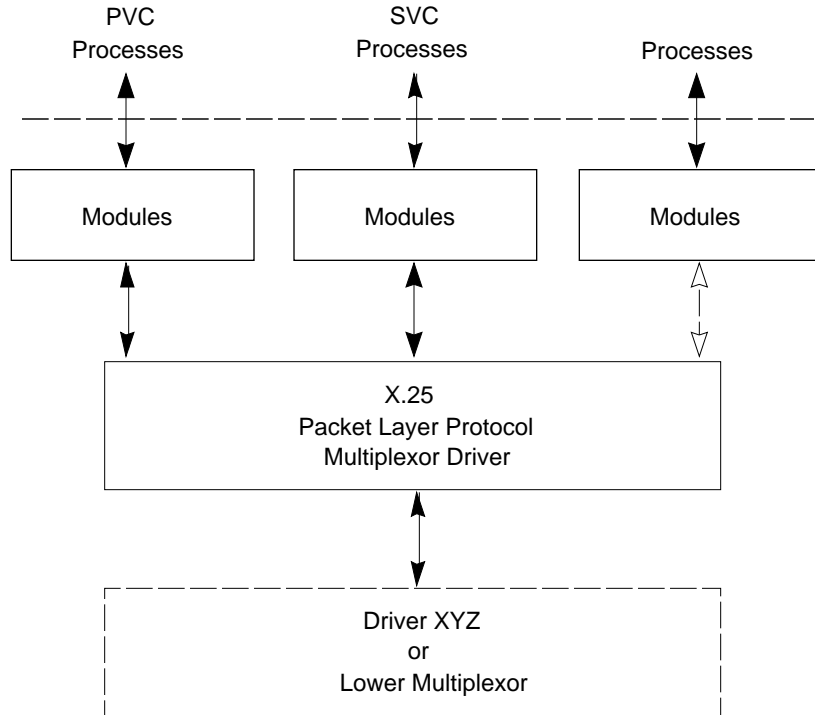 PVC
Processes
SVC
Processes
Processes
Modules
Modules
Modules
X.25
Packet Layer Protocol
Multiplexor Driver
Driver XYZ
or
Lower Multiplexor